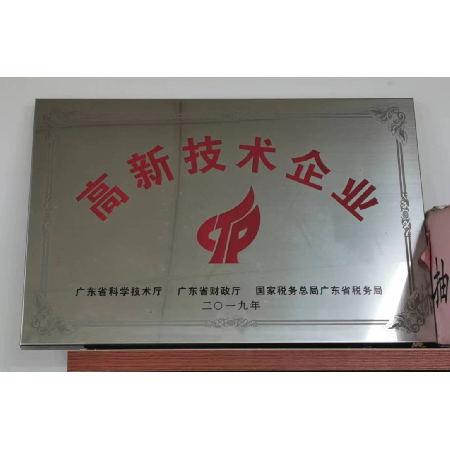 高新技术企业
广东省科学技术厅 广东省财政厅 国家税务总局广东省税务局
二〇一九年
抽